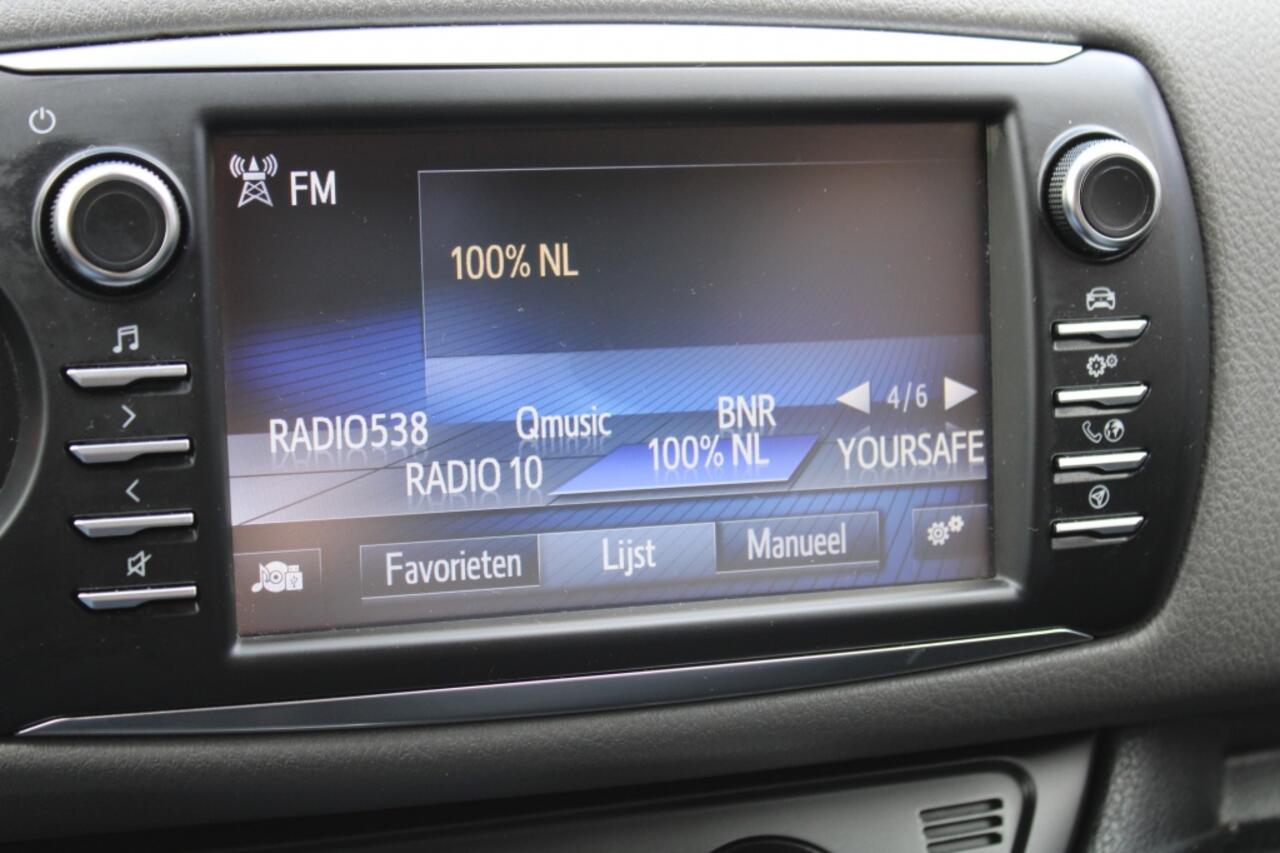 FM
100% NL
4/6
RADIO538 Qmusic BNR
RADIO 10 100% NL YOURSAFE
Favorieten Lijst Manueel